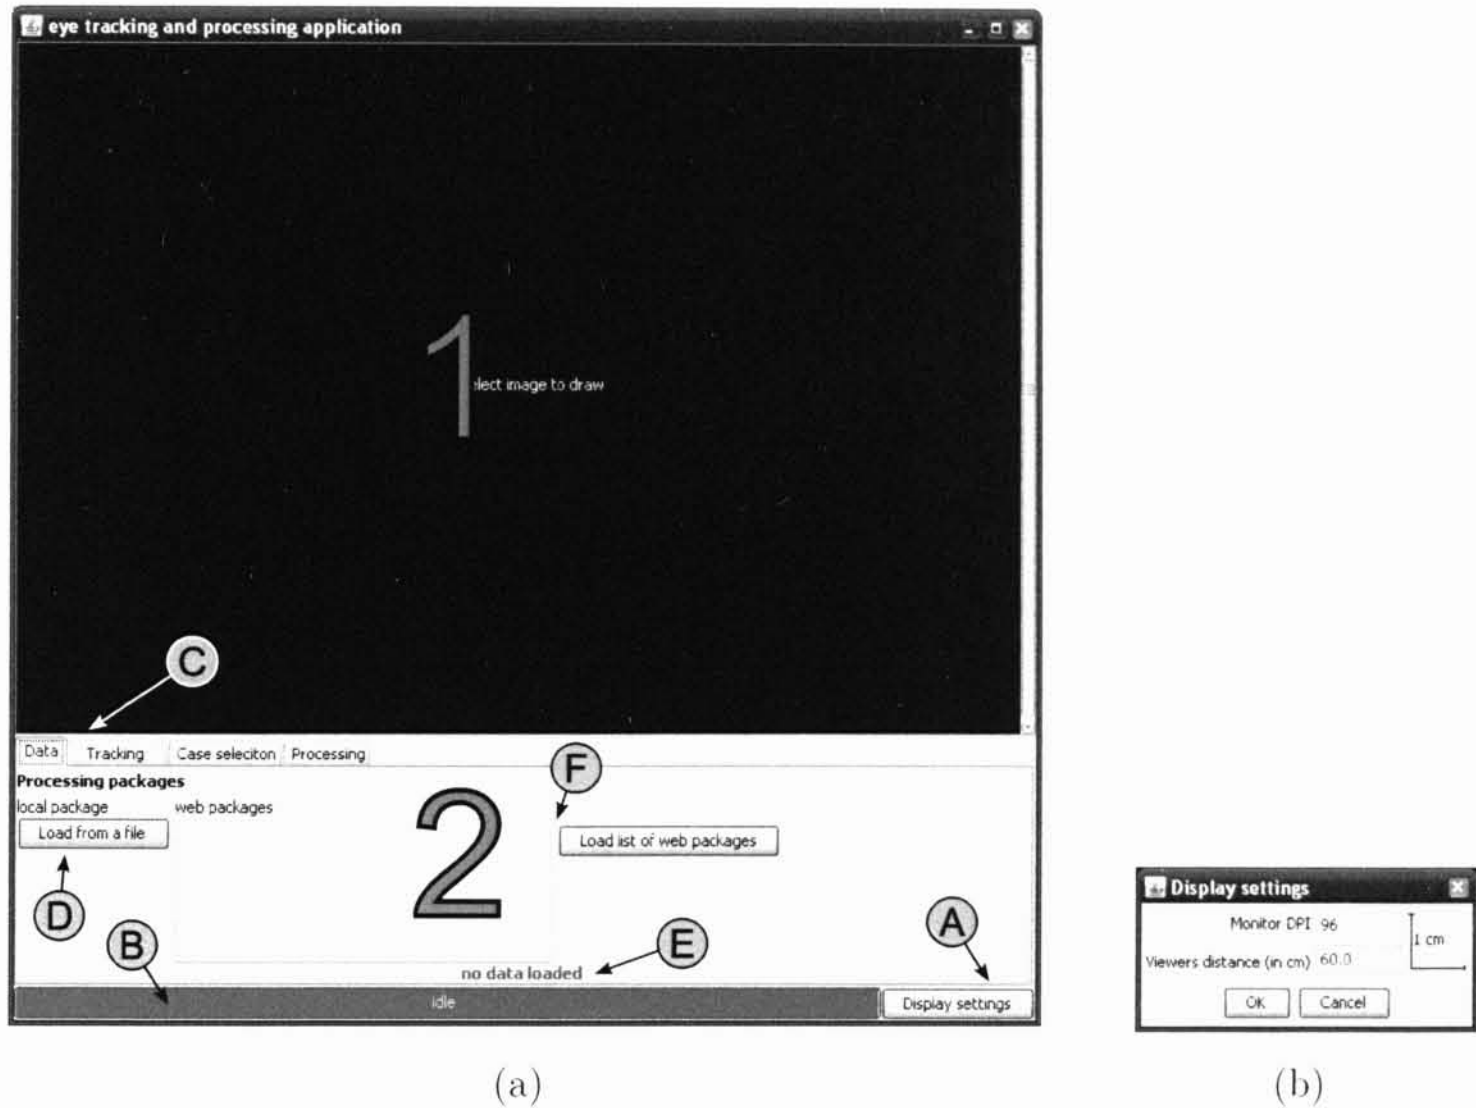 eye tracking and processing application
1
elect image to draw
C
Data Tracking Case seleciton Processing
F
Processing packages
local package web packages
2
Load from a file
Load list of web packages
D
B
E
A
no data loaded
idle
Display settings
(a)
Display settings
Monitor DPI 96
1 cm
Viewers distance (in cm) 60.0
OK Cancel
(b)